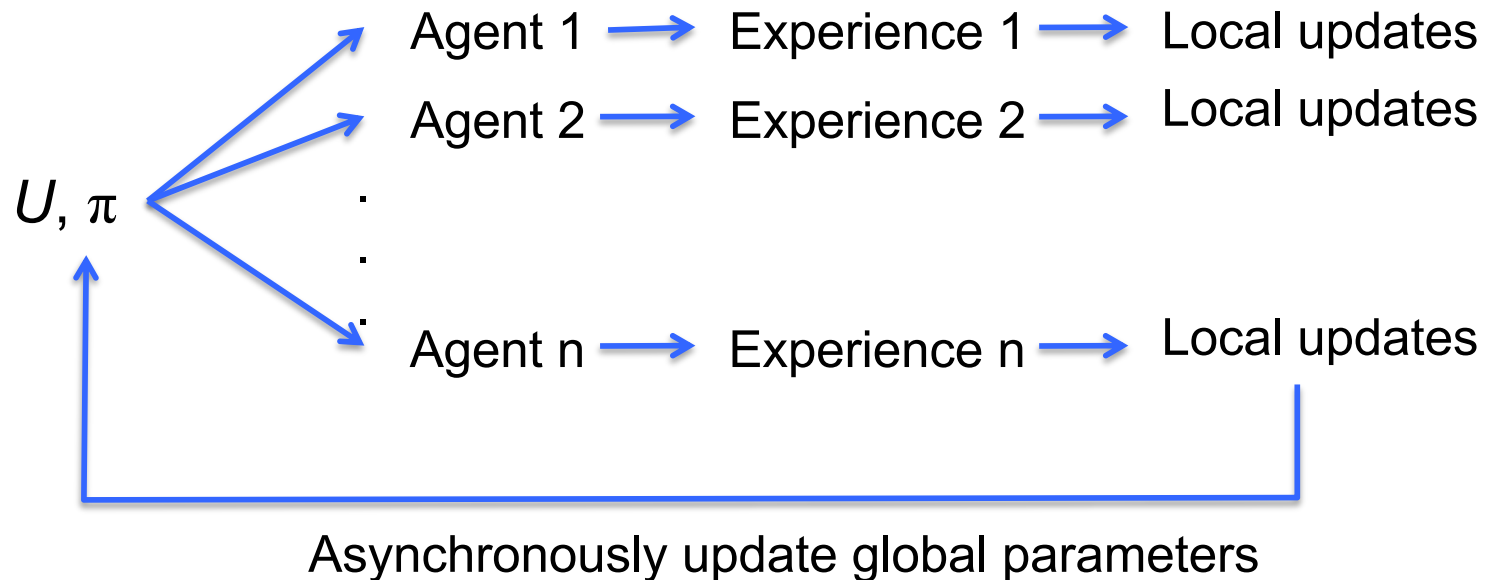 Agent 1 Experience 1 Local updates
Agent 2 Experience 2 Local updates
U, π
.
.
.
Agent n Experience n Local updates
Asynchronously update global parameters